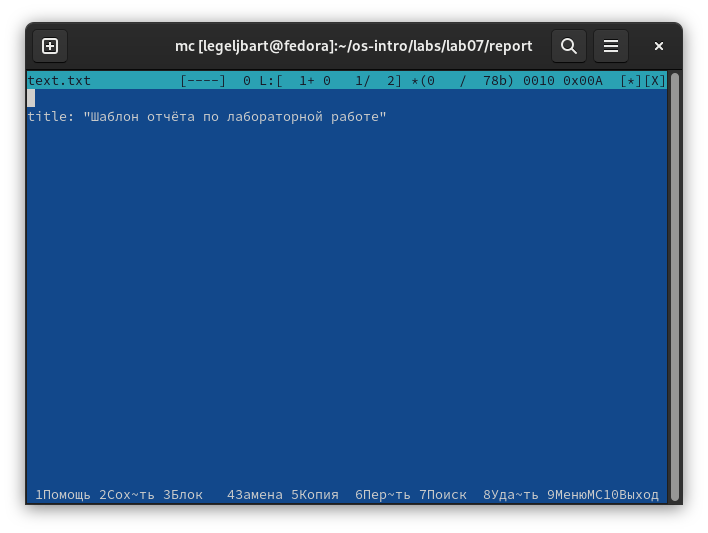 mc [legeljbart@fedora]:~/os-intro/labs/lab07/report
text.txt [----] 0 L:[ 1+ 0 1/ 2] *(0 / 78b) 0010 0x00A [*][X]
title: "Шаблон отчёта по лабораторной работе"
1Помощь 2Сох~ть 3Блок 4Замена 5Копия 6Пер~ть 7Поиск 8Уда~ть 9МенюMC10Выход